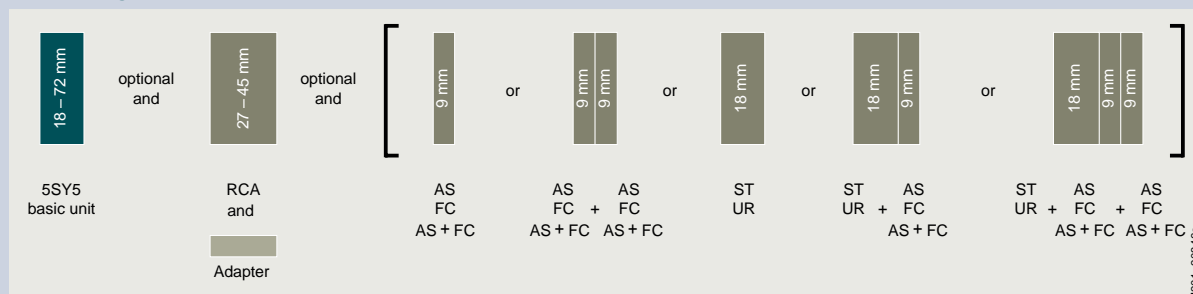 18 – 72 mm
optional
and
27 – 45 mm
optional
and
9 mm
or
9 mm
9 mm
or
18 mm
or
18 mm
9 mm
or
18 mm
9 mm
9 mm
5SY5
basic unit
RCA
and
Adapter
AS
FC
AS + FC
AS AS
FC + FC
AS + FC AS + FC
ST
UR
ST AS
UR + FC
AS + FC
ST AS AS
UR + FC + FC
AS + FC AS + FC